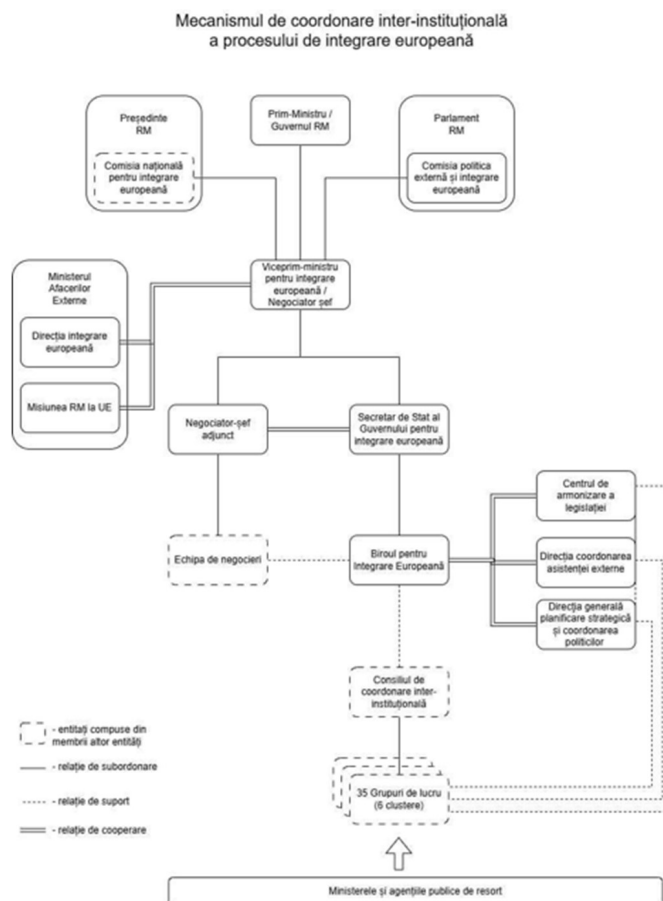 Mecanismul de coordonare inter-instituțională
a procesului de integrare europeană
Președinte
RM
Comisia națională
pentru integrare
europeană
Prim-Ministru /
Guvernul RM
Parlament
RM
Comisia politica
externă și integrare
europeană
Viceprim-ministru
pentru integrare
europeană /
Negociator șef
Ministerul
Afacerilor
Externe
Direcția integrare
europeană
Misiunea RM la UE
Negociator-șef
adjunct
Secretar de Stat al
Guvernului pentru
integrare europeană
Echipa de negocieri
Biroul pentru
Integrare Europeană
Centrul de
armonizare a
legislației
Direcția coordonarea
asistenței externe
Direcția generală
planificare strategică
și coordonarea
politicilor
Consiliul de
coordonare inter-
instituțională
35 Grupuri de lucru
(6 clustere)
- entitați compuse din
membrii altor entități
- relație de subordonare
- relație de suport
- relație de cooperare
Ministerele și agențiile publice de resort